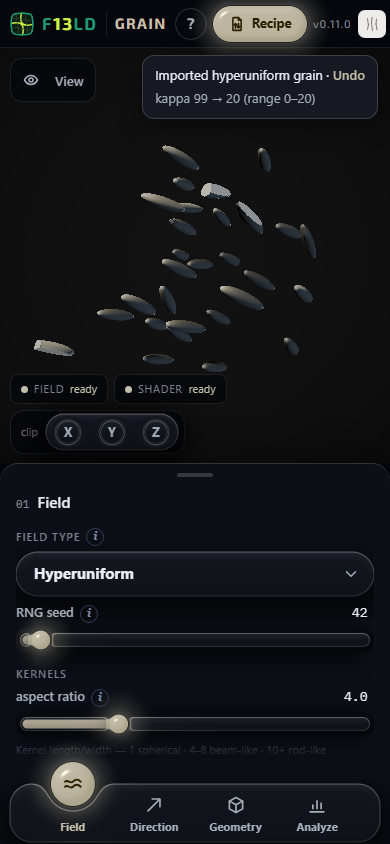 F13LD GRAIN ? Recipe v0.11.0
View
Imported hyperuniform grain · Undo
kappa 99 → 20 (range 0–20)
FIELD ready SHADER ready
clip X Y Z
01 Field
FIELD TYPE i
Hyperuniform
RNG seed i 42
KERNELS
aspect ratio i 4.0
Kernel length/width — 1 spherical · 4–8 beam-like · 10+ rod-like
Field Direction Geometry Analyze